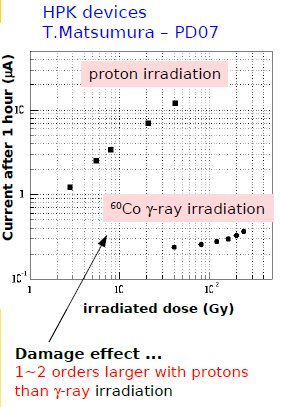 HPK devices
T.Matsumura – PD07
proton irradiation
⁶⁰Co γ-ray irradiation
Current after 1 hour (μA)
10
1
10⁻¹
1
10
10²
irradiated dose (Gy)
Damage effect ...
1~2 orders larger with protons
than γ-ray irradiation